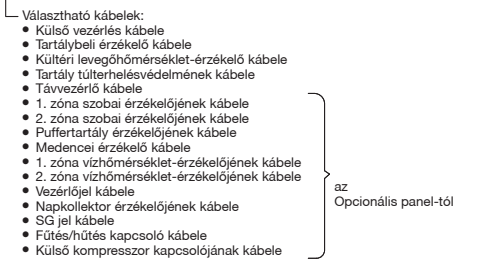 Választható kábelek:
● Külső vezérlés kábele
● Tartálybeli érzékelő kábele
● Kültéri levegőhőmérséklet-érzékelő kábele
● Tartály túlterhelésvédelmének kábele
● Távvezérlő kábele
● 1. zóna szobai érzékelőjének kábele
● 2. zóna szobai érzékelőjének kábele
● Puffertartály érzékelőjének kábele
● Medencei érzékelő kábele
● 1. zóna vízhőmérséklet-érzékelőjének kábele
● 2. zóna vízhőmérséklet-érzékelőjének kábele
● Vezérlőjel kábele
● Napkollektor érzékelőjének kábele
● SG jel kábele
● Fűtés/hűtés kapcsoló kábele
● Külső kompresszor kapcsolójának kábele
az
Opcionális panel-tól